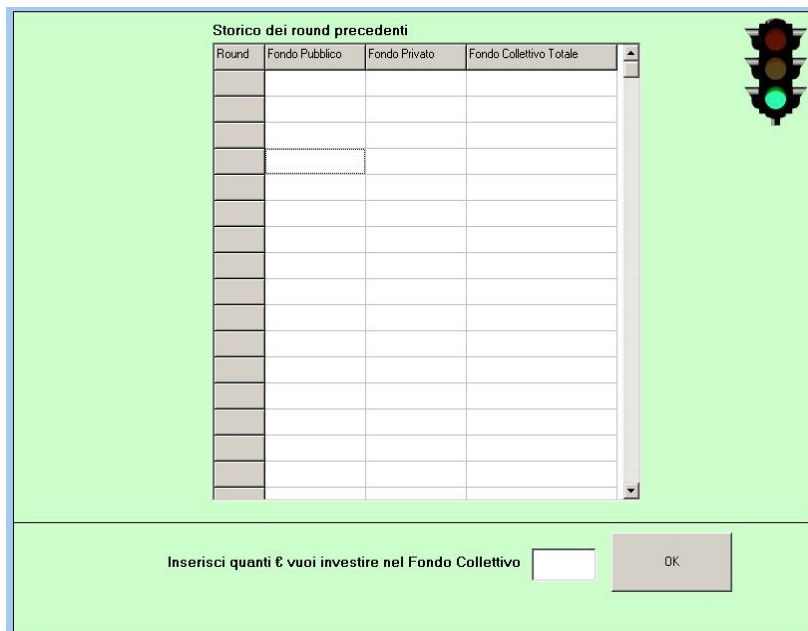 Storico dei round precedenti
Round Fondo Pubblico Fondo Privato Fondo Collettivo Totale
Inserisci quanti € vuoi investire nel Fondo Collettivo OK